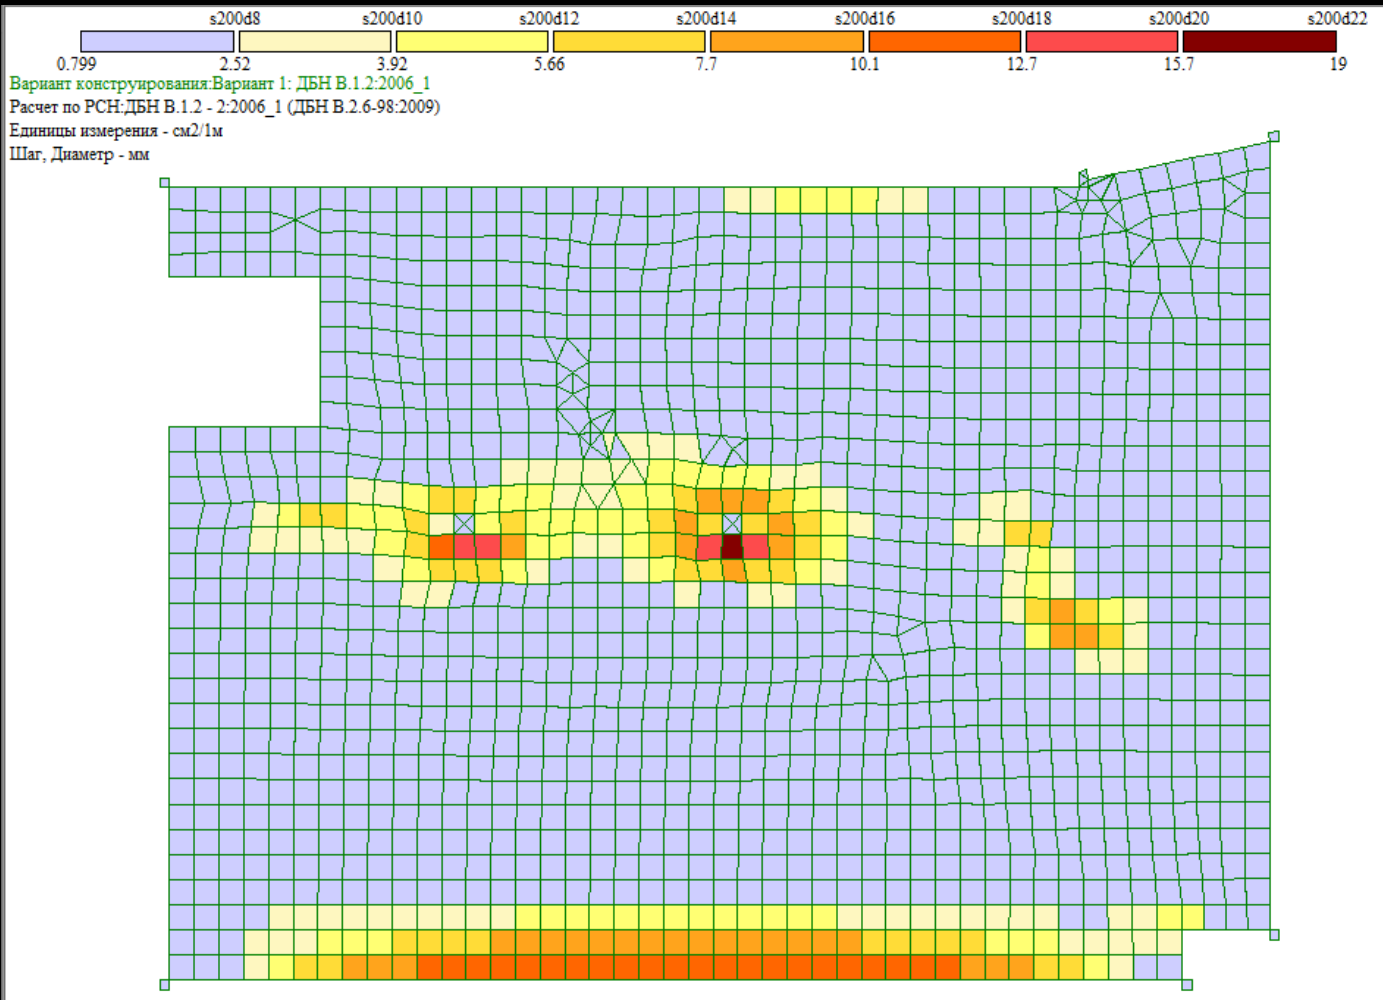 s200d8 s200d10 s200d12 s200d14 s200d16 s200d18 s200d20 s200d22
0.799 2.52 3.92 5.66 7.7 10.1 12.7 15.7 19
Вариант конструирования:Вариант 1: ДБН В.1.2:2006_1
Расчет по РСН:ДБН В.1.2 - 2:2006_1 (ДБН В.2.6-98:2009)
Единицы измерения - см2/1м
Шаг, Диаметр - мм